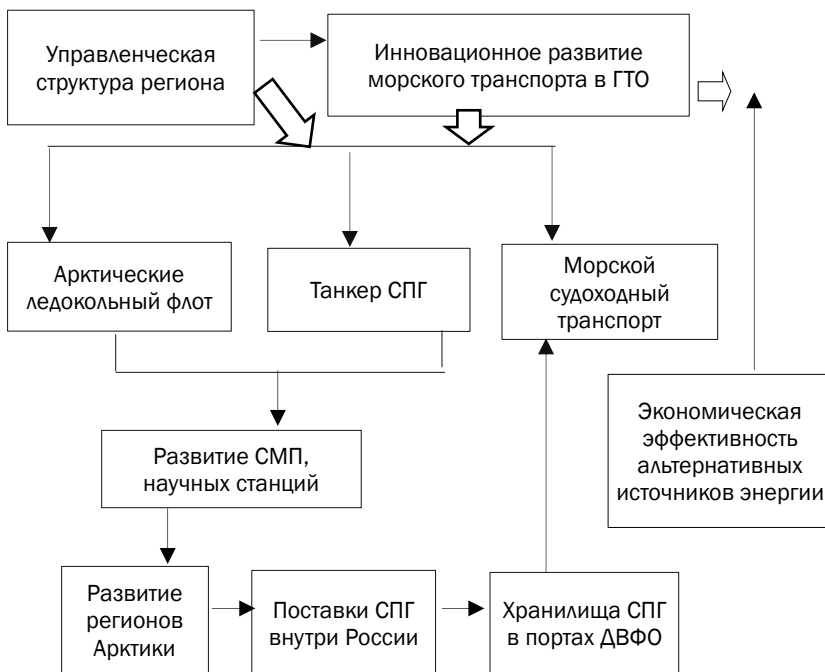 Управленческая
структура региона
Инновационное развитие
морского транспорта в ГТО
Арктические
ледокольный флот
Танкер СПГ
Морской
судоходный
транспорт
Экономическая
эффективность
альтернативных
источников энергии
Развитие СМП,
научных станций
Развитие
регионов
Арктики
Поставки СПГ
внутри России
Хранилища СПГ
в портах ДВФО